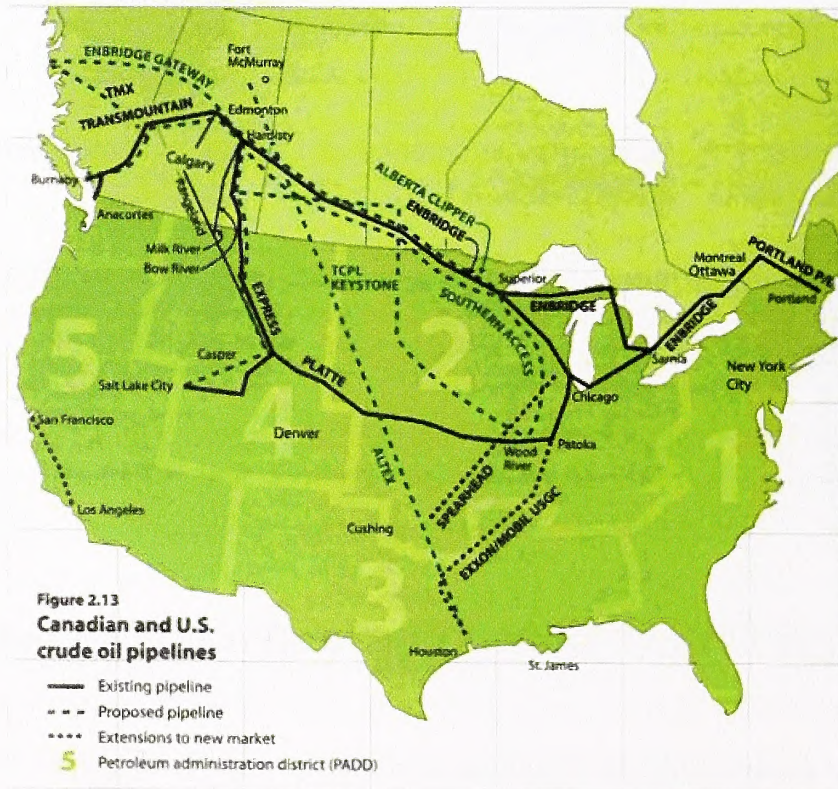 ENBRIDGE GATEWAY
Fort
McMurray
TMX
TRANSMOUNTAIN
Edmonton
Hardisty
Calgary
Burnaby
Rangeland
Anacortes
ALBERTA CLIPPER
ENBRIDGE
Milk River
Bow River
TCPL
KEYSTONE
Superior
ENBRIDGE
SOUTHERN ACCESS
Montreal
Ottawa
PORTLAND P/L
Portland
ENBRIDGE
Sarnia
EXPRESS
5
2
Casper
PLATTE
Salt Lake City
New York
City
Chicago
San Francisco
4
Denver
Wood
River
Patoka
1
ALTEX
SPEARHEAD
EXXON/MOBIL USGC
Los Angeles
Cushing
3
Houston
St. James
Figure 2.13
Canadian and U.S.
crude oil pipelines
Existing pipeline
Proposed pipeline
Extensions to new market
5 Petroleum administration district (PADD)